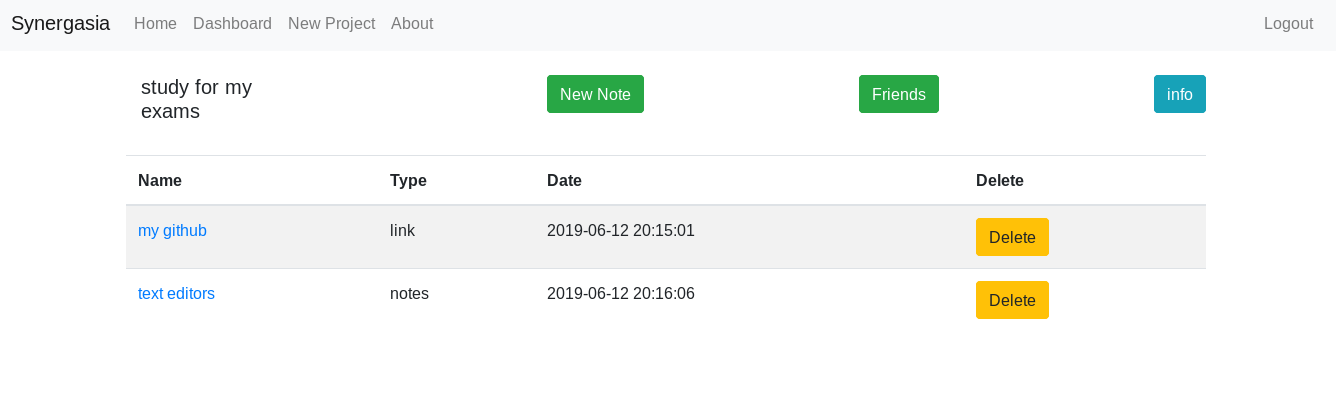 Synergasia Home Dashboard New Project About Logout
study for my
exams
New Note Friends info
Name Type Date Delete
my github link 2019-06-12 20:15:01 Delete
text editors notes 2019-06-12 20:16:06 Delete